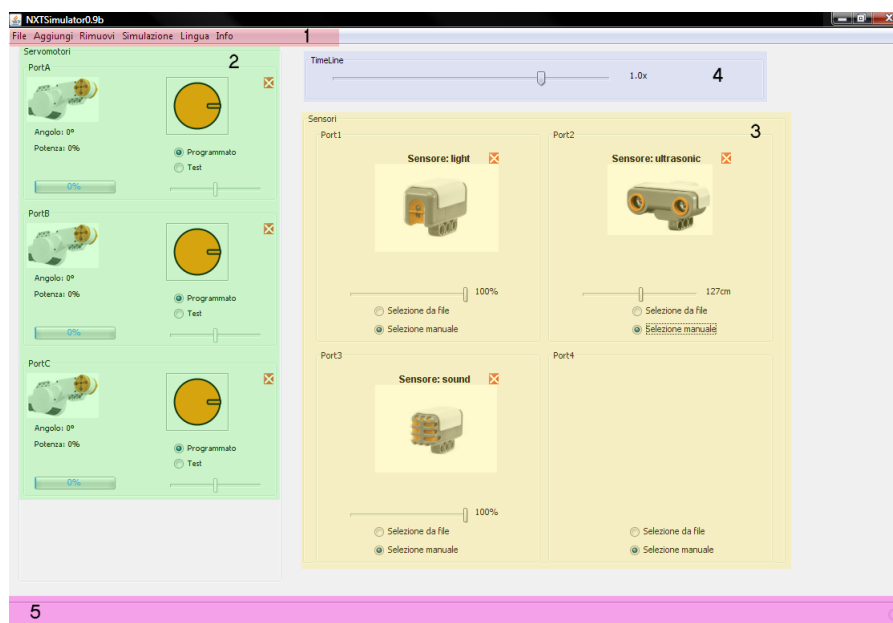 NXTSimulator0.9b
File Aggiungi Rimuovi Simulazione Lingua Info
1
Servomotori
2
PortA
Angolo: 0°
Potenza: 0%
Programmato
Test
0%
PortB
Angolo: 0°
Potenza: 0%
Programmato
Test
0%
PortC
Angolo: 0°
Potenza: 0%
Programmato
Test
0%
TimeLine
1.0x
4
Sensori
3
Port1
Sensore: light
100%
Selezione da file
Selezione manuale
Port2
Sensore: ultrasonic
127cm
Selezione da file
Selezione manuale
Port3
Sensore: sound
100%
Selezione da file
Selezione manuale
Port4
Selezione da file
Selezione manuale
5